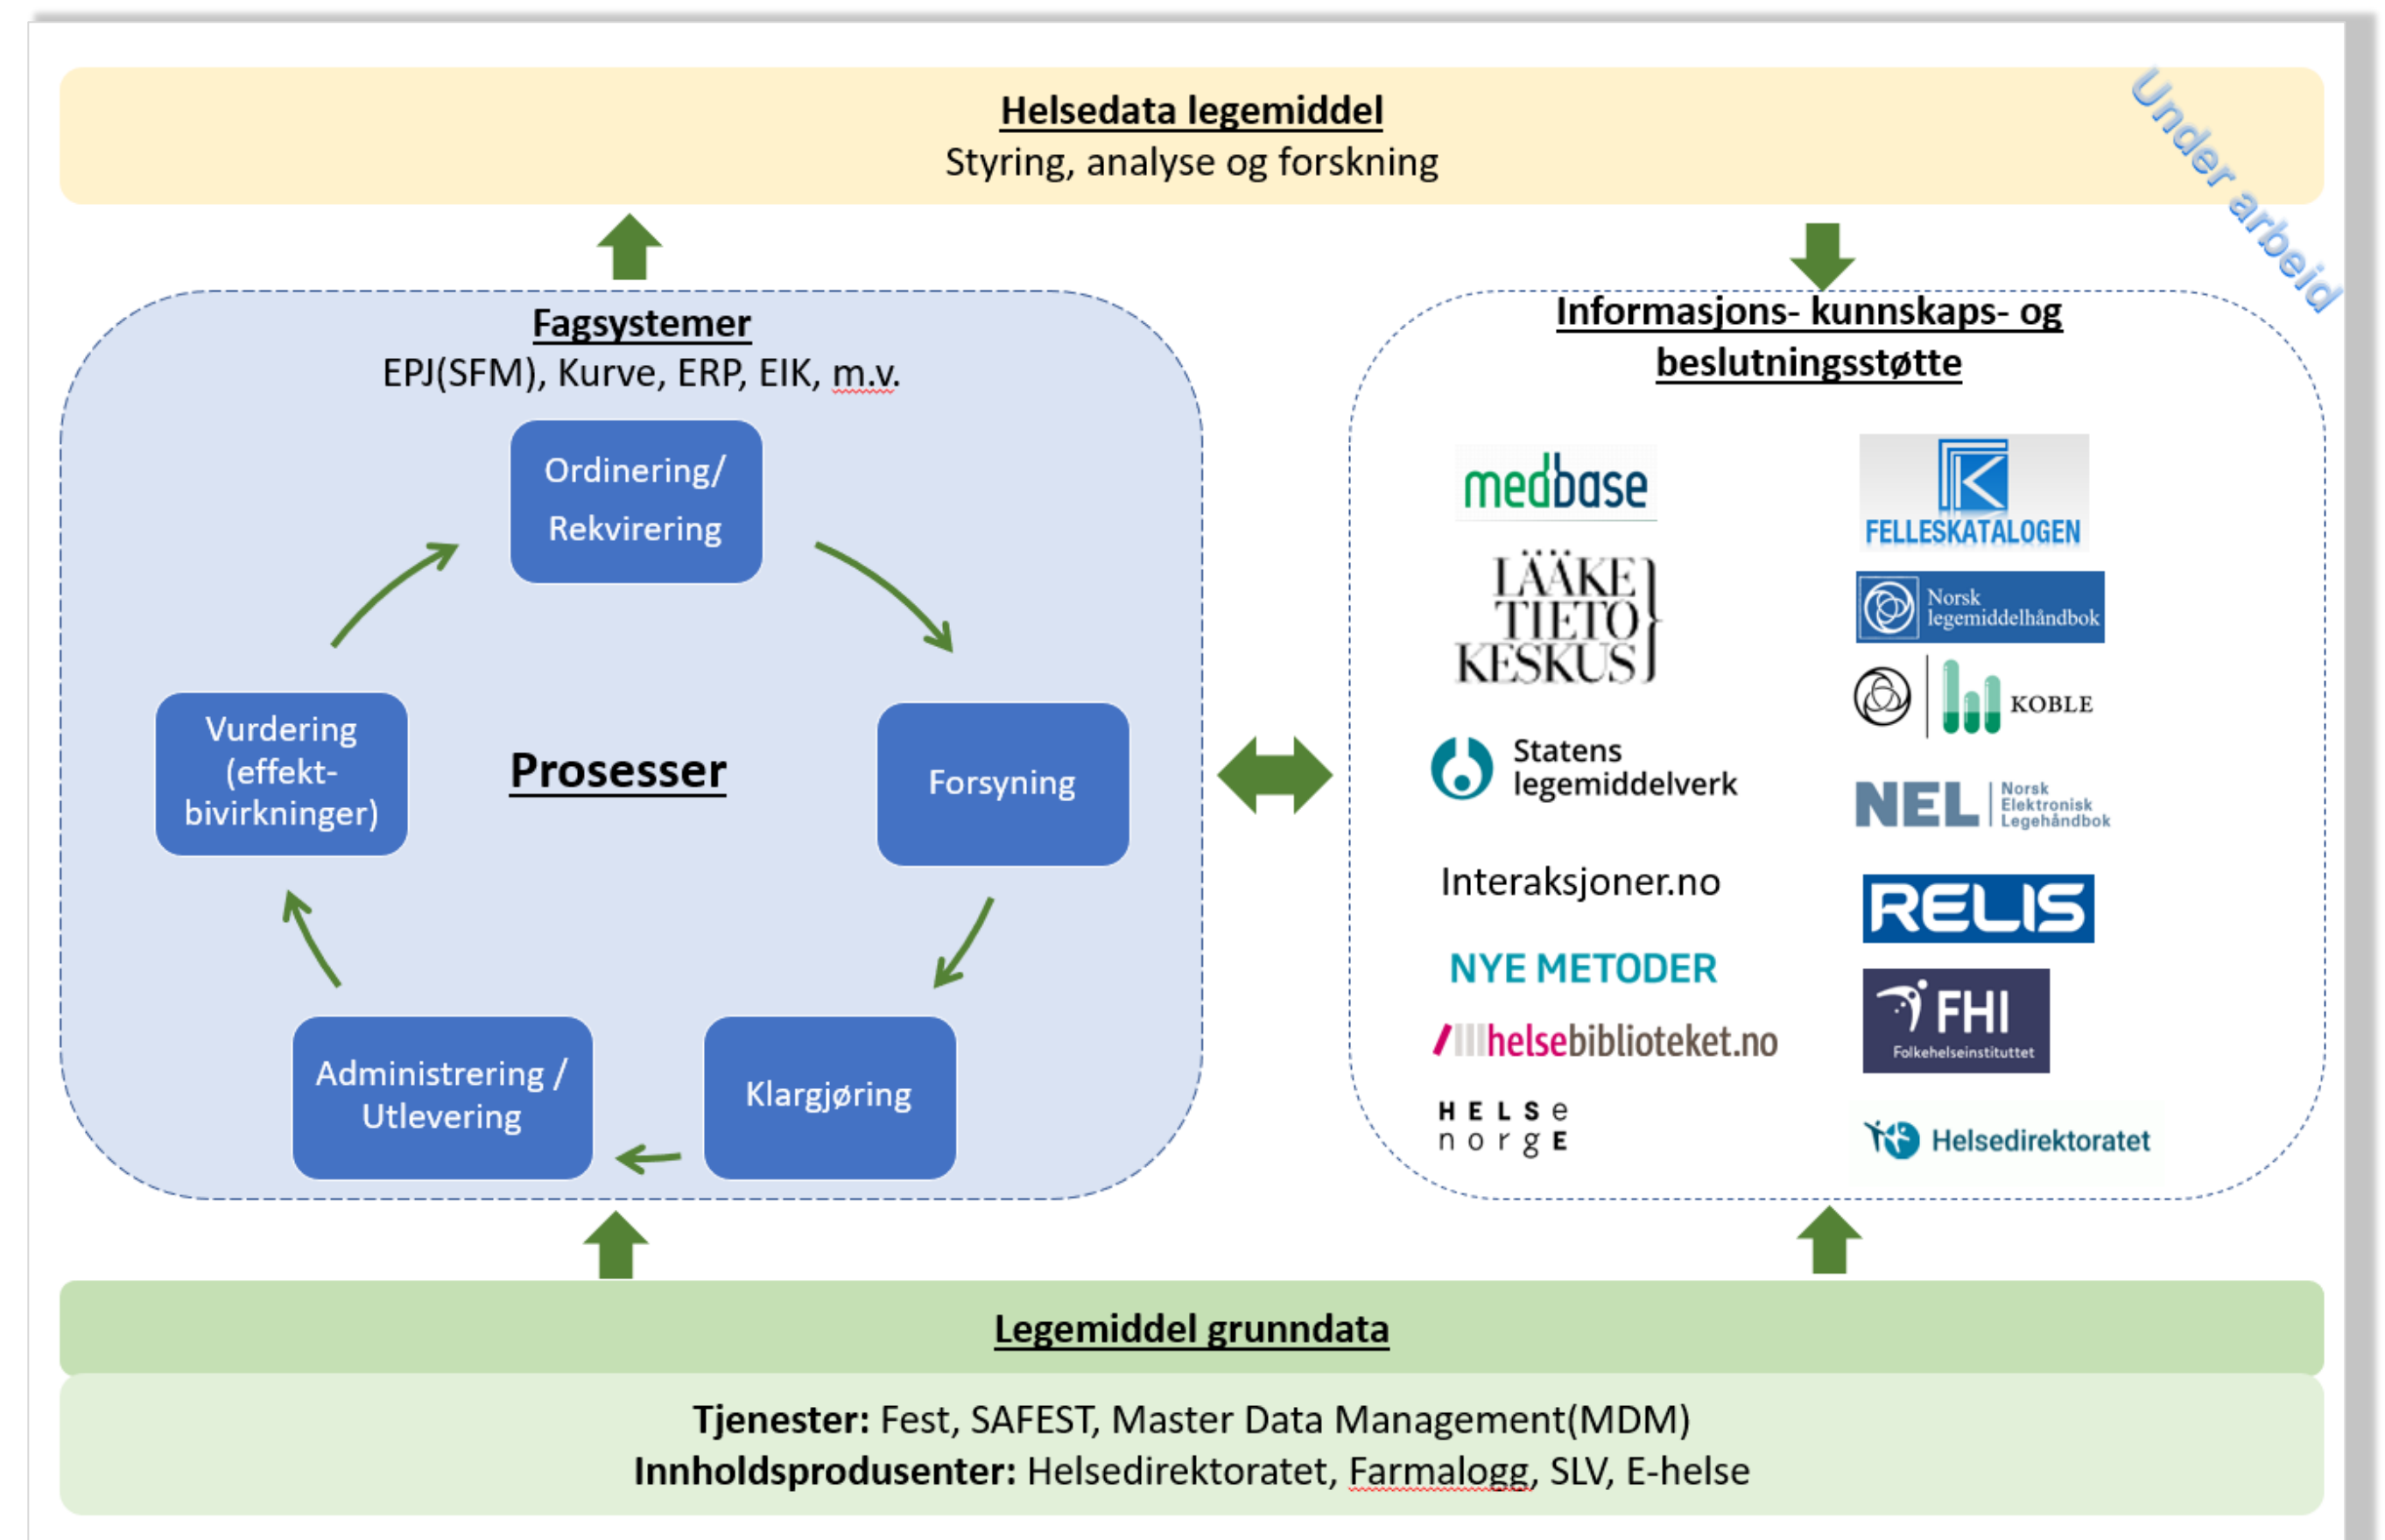 Helsedata legemiddel
Styring, analyse og forskning
Under arbeid
Fagsystemer
EPJ(SFM), Kurve, ERP, EIK, m.v.
Ordinering/
Rekvirering
Forsyning
Klargjøring
Administrering /
Utlevering
Vurdering
(effekt-
bivirkninger)
Prosesser
Informasjons- kunnskaps- og
beslutningsstøtte
medbase
LÄÄKE
TIETO
KESKUS
Statens
legemiddelverk
Interaksjoner.no
NYE METODER
helsebiblioteket.no
HELSe
norgE
FELLESKATALOGEN
Norsk
legemiddelhåndbok
KOBLE
NEL
Norsk
Elektronisk
Legehåndbok
RELIS
FHI
Folkehelseinstituttet
Helsedirektoratet
Legemiddel grunndata
Tjenester: Fest, SAFEST, Master Data Management(MDM)
Innholdsprodusenter: Helsedirektoratet, Farmalogg, SLV, E-helse